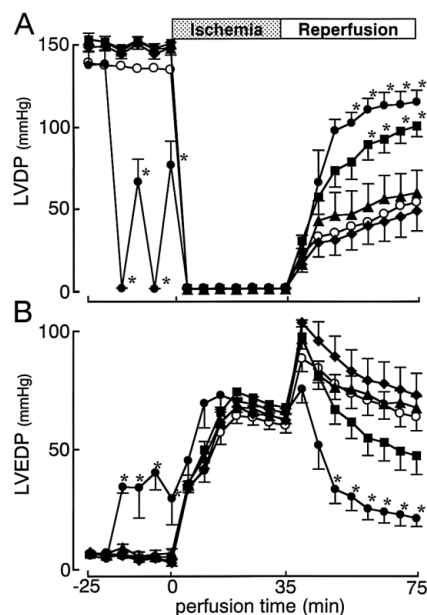 A
Ischemia Reperfusion
150
100
50
0
LVDP (mmHg)
* * * * * * * * * * * * * *
B
100
50
0
LVEDP (mmHg)
* * * * * * * * * *
-25 0 35 75
perfusion time (min)